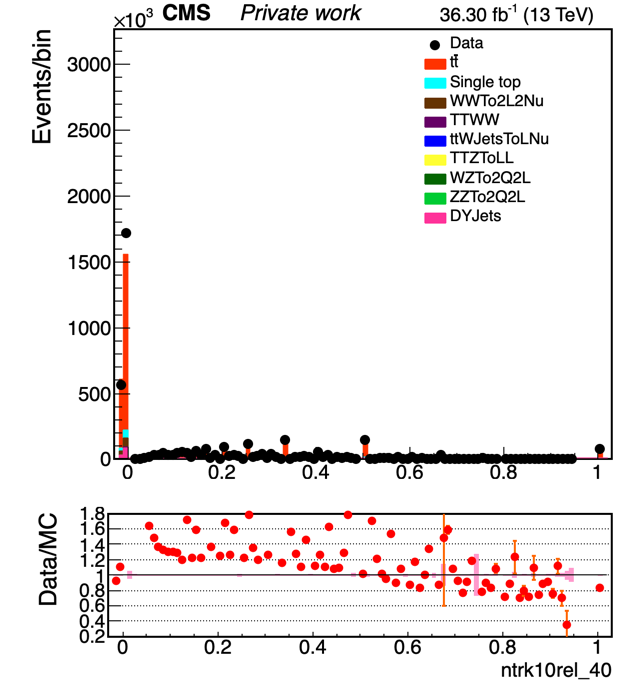 ×10³ CMS Private work 36.30 fb⁻¹ (13 TeV)
Events/bin
3000
2500
2000
1500
1000
500
0
Data
tt̄
Single top
WWTo2L2Nu
TTWW
ttWJetsToLNu
TTZToLL
WZTo2Q2L
ZZTo2Q2L
DYJets
0 0.2 0.4 0.6 0.8 1
Data/MC
1.8
1.6
1.4
1.2
1
0.8
0.6
0.4
0.2
0 0.2 0.4 0.6 0.8 1
ntrk10rel_40